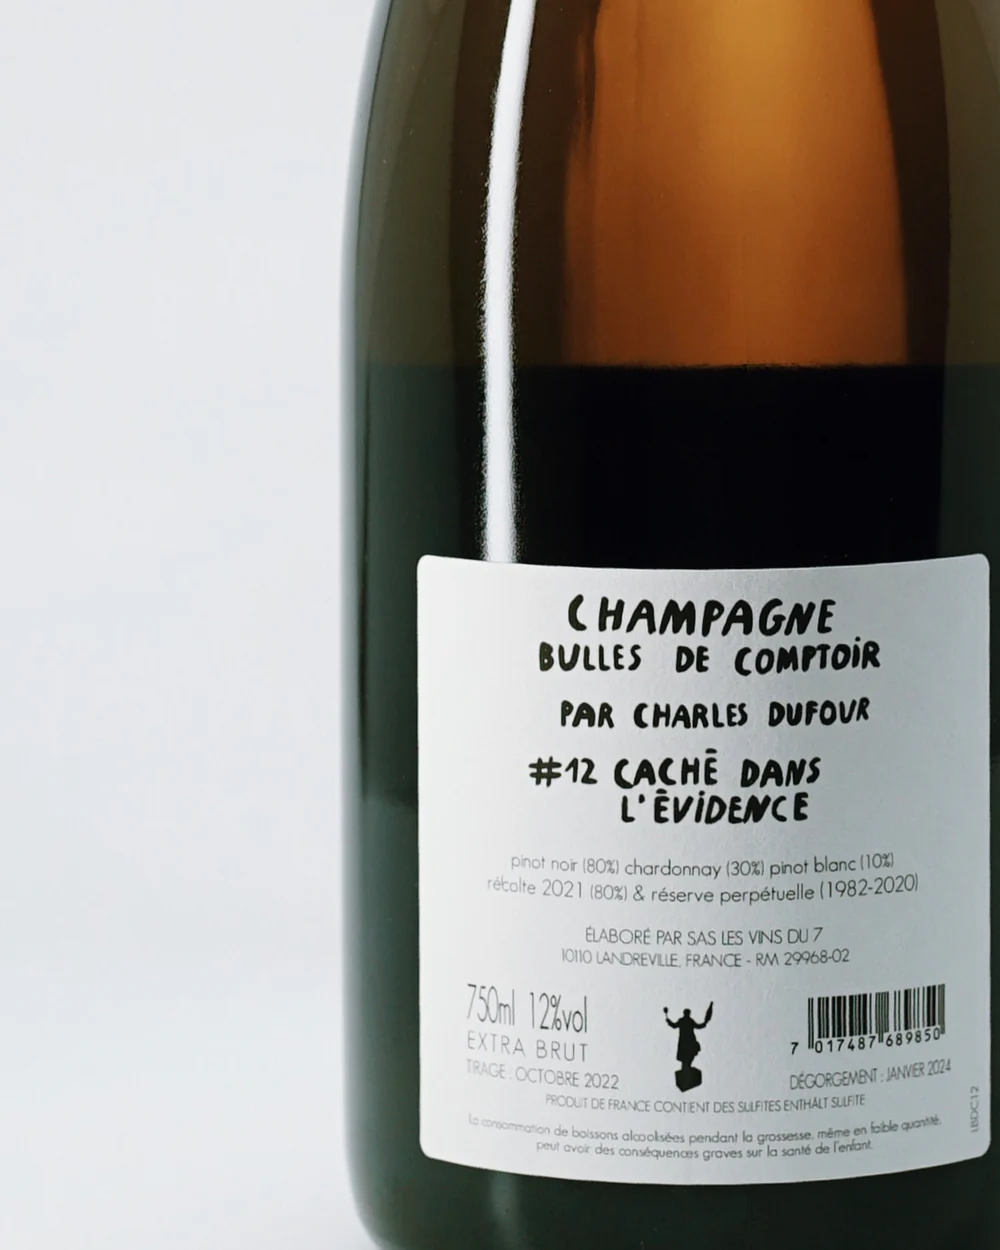 CHAMPAGNE
BULLES DE COMPTOIR
PAR CHARLES DUFOUR
#12 CACHÉ DANS
L'ÉVIDENCE
pinot noir (80%) chardonnay (30%) pinot blanc (10%)
récolte 2021 (80%) & réserve perpétuelle (1982-2020)
ÉLABORÉ PAR SAS LES VINS DU 7
10110 LANDREVILLE, FRANCE - RM 29968-02
750ml 12%vol
EXTRA BRUT
TIRAGE : OCTOBRE 2022
7 017487 689850
DÉGORGEMENT : JANVIER 2024
PRODUIT DE FRANCE CONTIENT DES SULFITES ENTHÄLT SULFITE
La consommation de boissons alcoolisées pendant la grossesse, même en faible quantité,
peut avoir des conséquences graves sur la santé de l'enfant.
LBDC12